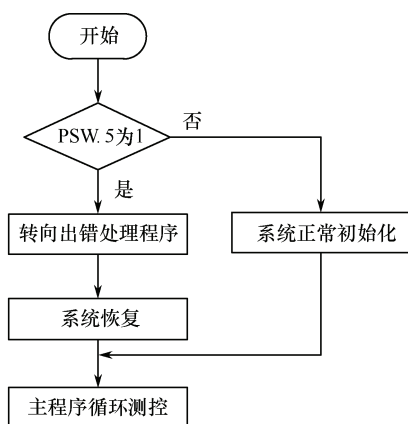 开始
PSW. 5为1
否
是
转向出错处理程序
系统正常初始化
系统恢复
主程序循环测控